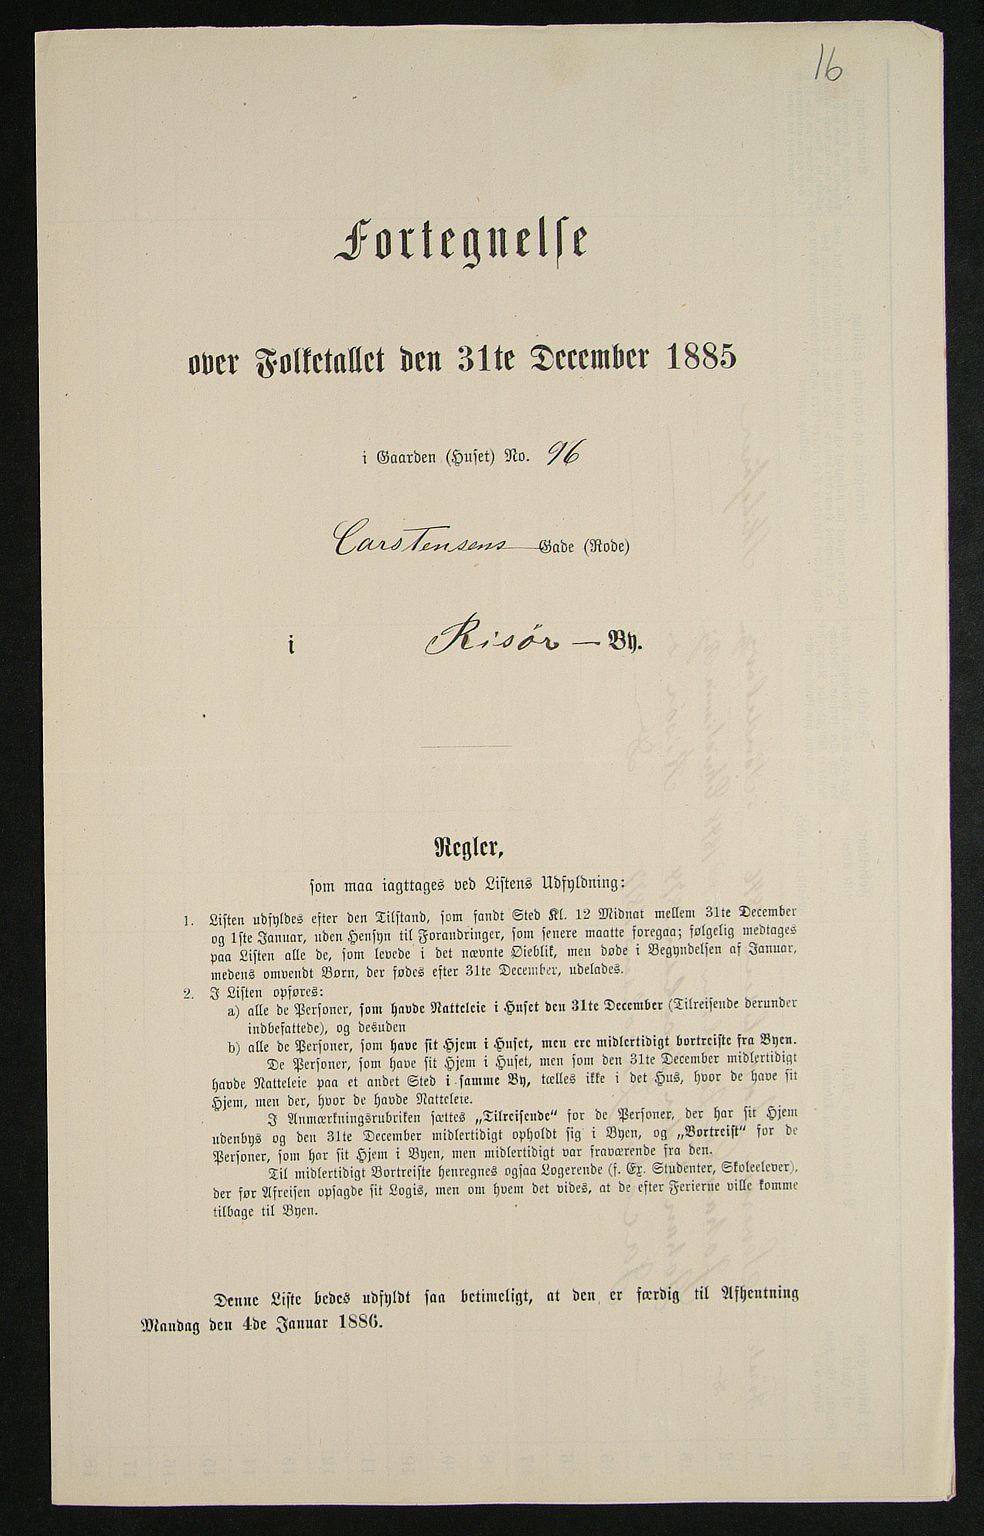 16
Fortegnelse
over Folketallet den 31te December 1885
i Gaarden (Huset) No. 96
Carstensens Gade (Rode)
i Risör — By.
Regler,
som maa iagttages ved Listens Udfyldning:
1. Listen udfyldes efter den Tilstand, som fandt Sted Kl. 12 Midnat mellem 31te December
og 1ste Januar, uden Hensyn til Forandringer, som senere maatte foregaa; følgelig medtages
paa Listen alle de, som levede i det nævnte Øieblik, men døde i Begyndelsen af Januar,
medens omvendt Børn, der fødes efter 31te December, udelades.
2. I Listen opføres:
a) alle de Personer, som havde Natteleie i Huset den 31te December (Tilreisende derunder
indbefattede), og desuden
b) alle de Personer, som have sit Hjem i Huset, men ere midlertidigt bortreiste fra Byen.
De Personer, som have sit Hjem i Huset, men som den 31te December midlertidigt
havde Natteleie paa et andet Sted i samme By, tælles ikke i det Hus, hvor de have sit
Hjem, men der, hvor de havde Natteleie.
I Anmærkningsrubriken sættes „Tilreisende“ for de Personer, der har sit Hjem
udenbys og den 31te December midlertidigt opholdt sig i Byen, og „Bortreist“ for de
Personer, som har sit Hjem i Byen, men midlertidigt var fraværende fra den.
Til midlertidigt Bortreiste henregnes ogsaa Logerende (f. Ex. Studenter, Skoleelever),
der før Afreisen opsagde sit Logis, men om hvem det vides, at de efter Ferierne ville komme
tilbage til Byen.
Denne Liste bedes udfyldt saa betimeligt, at den er færdig til Afhentning
Mandag den 4de Januar 1886.